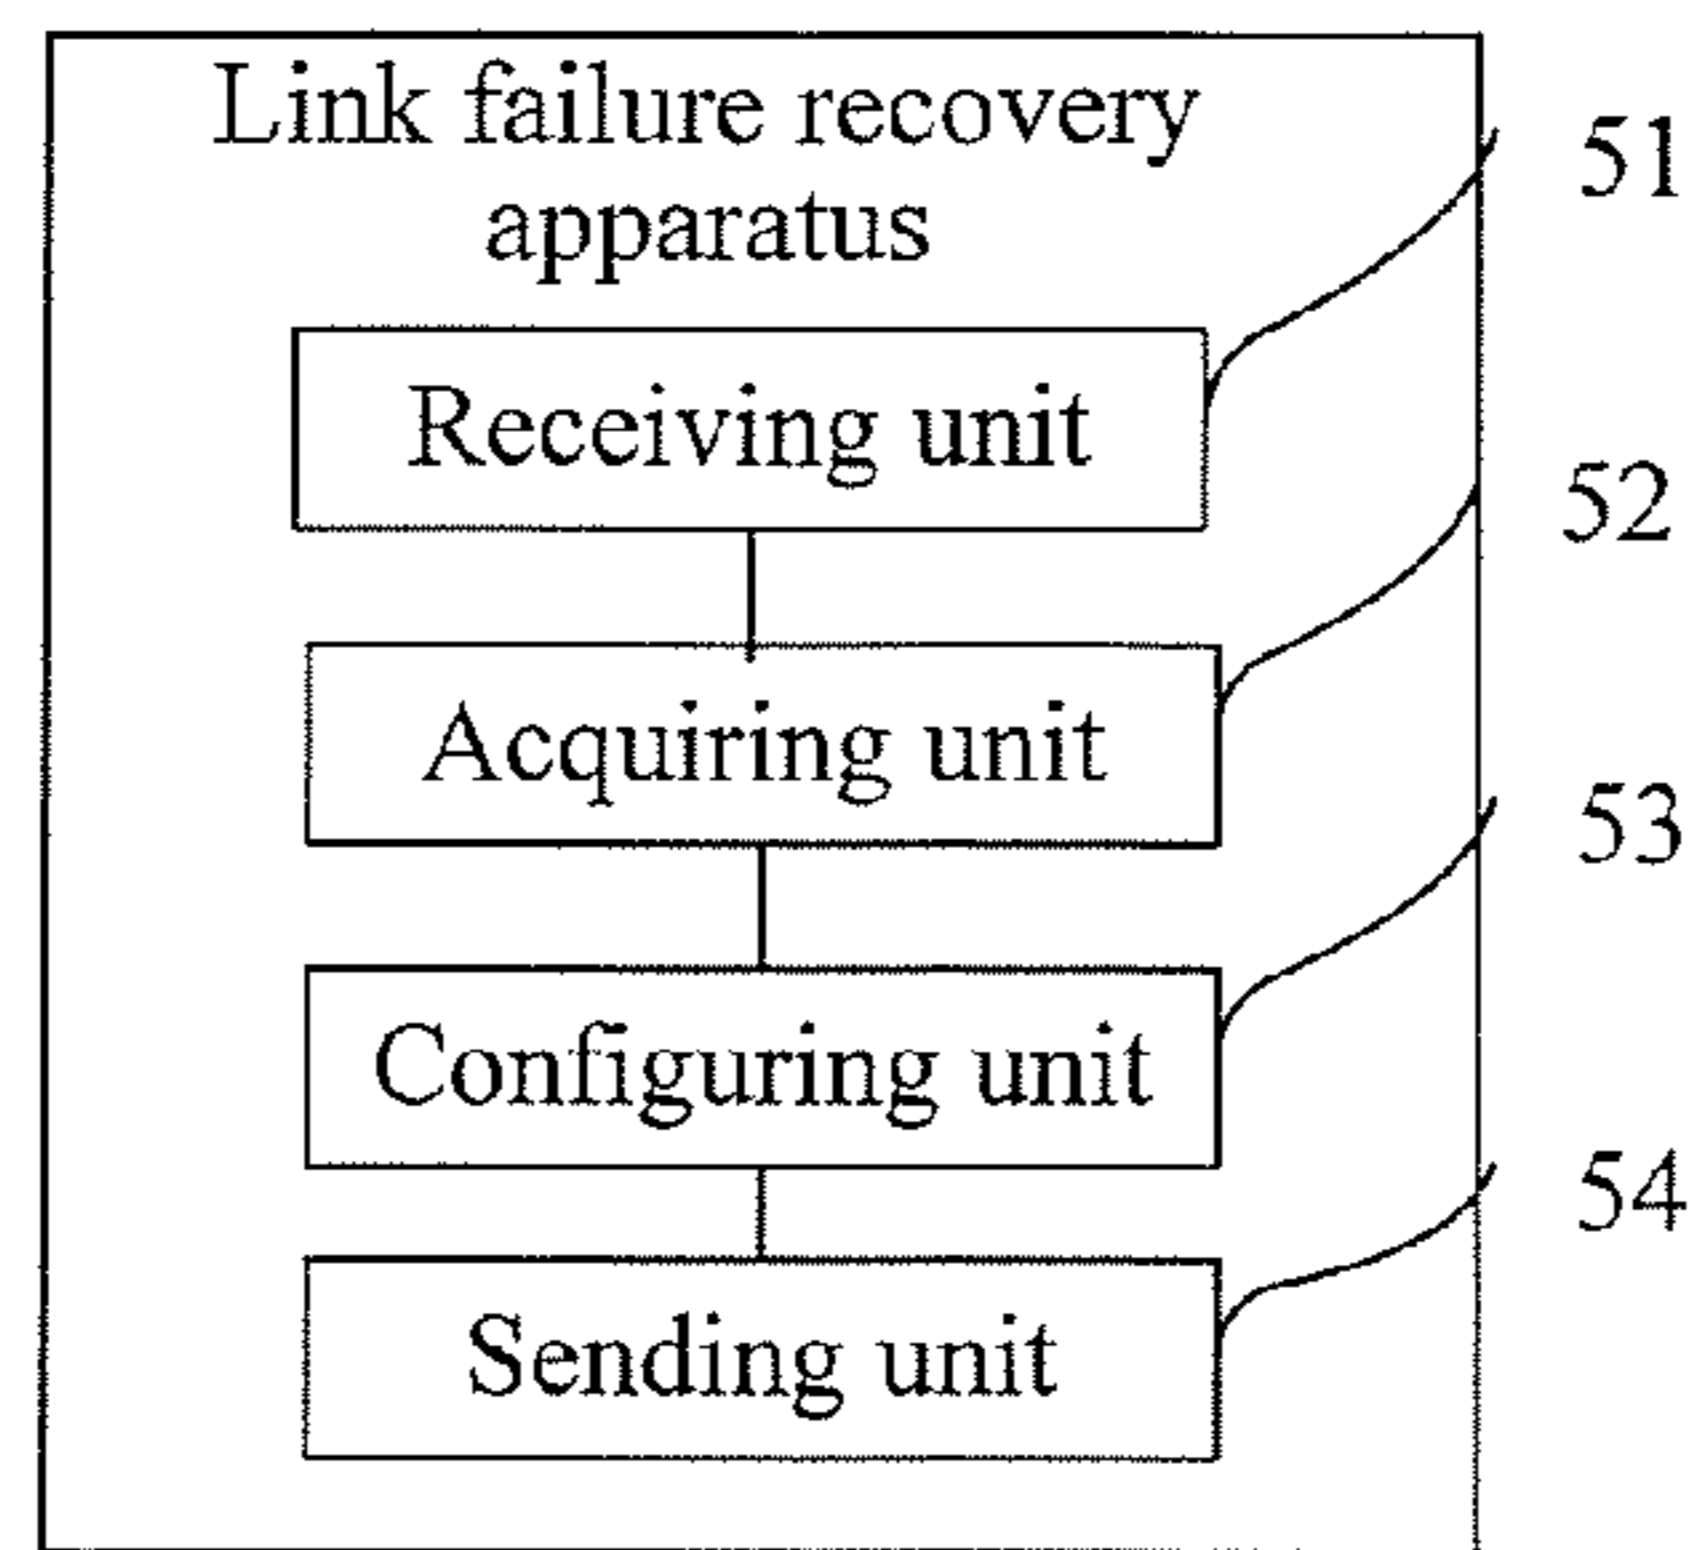 Link failure recovery
apparatus
51
Receiving unit
52
Acquiring unit
53
Configuring unit
54
Sending unit